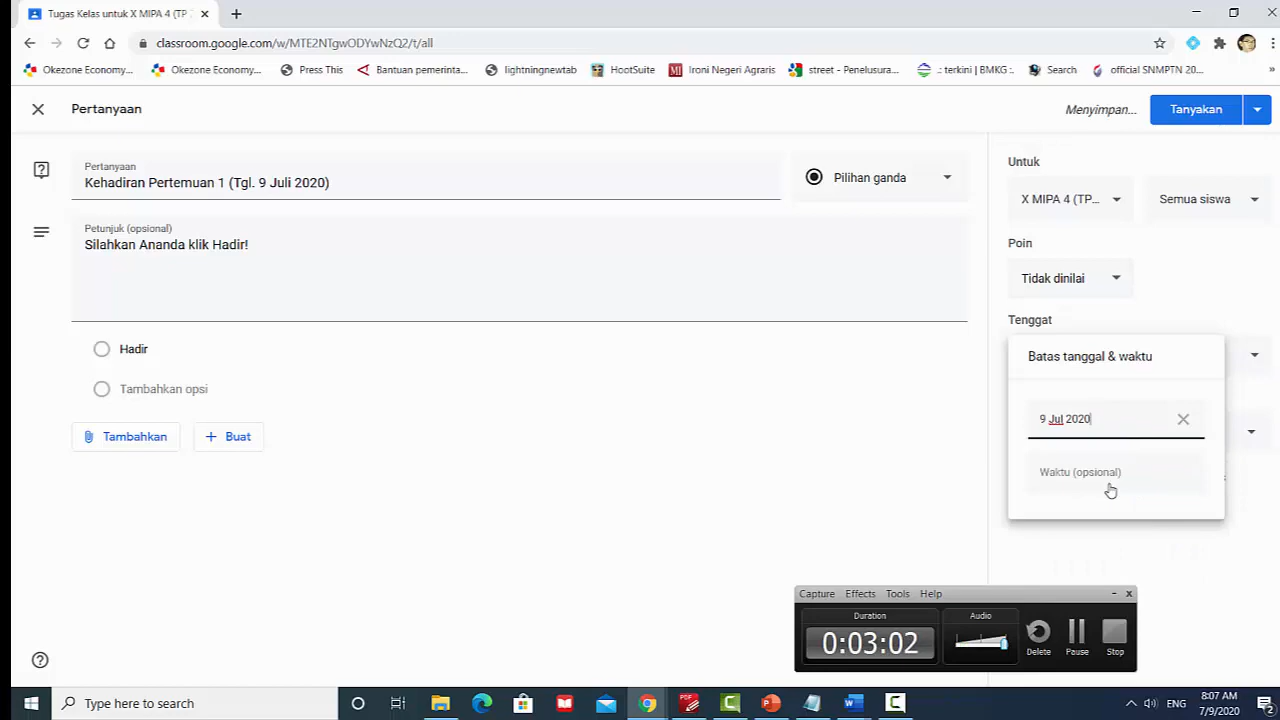 Tugas Kelas untuk X MIPA 4 (TP
classroom.google.com/w/MTE2NTgwODYwNzQ2/t/all
Okezone Economy... Okezone Economy... Press This Bantuan pemerinta... lightningnewtab HootSuite Ironi Negeri Agraris street - Penelusura... .: terkini | BMKG :. Search official SNMPTN 20... »
Pertanyaan
Menyimpan...
Tanyakan
Pertanyaan
Kehadiran Pertemuan 1 (Tgl. 9 Juli 2020)
Pilihan ganda
Petunjuk (opsional)
Silahkan Ananda klik Hadir!
Hadir
Tambahkan opsi
Tambahkan
Buat
Untuk
X MIPA 4 (TP...
Semua siswa
Poin
Tidak dinilai
Tenggat
Batas tanggal & waktu
9 Jul 2020
Waktu (opsional)
Capture Effects Tools Help
Duration
0:03:02
Audio
Delete Pause Stop
Type here to search
PDF
ENG
8:07 AM
7/9/2020
2